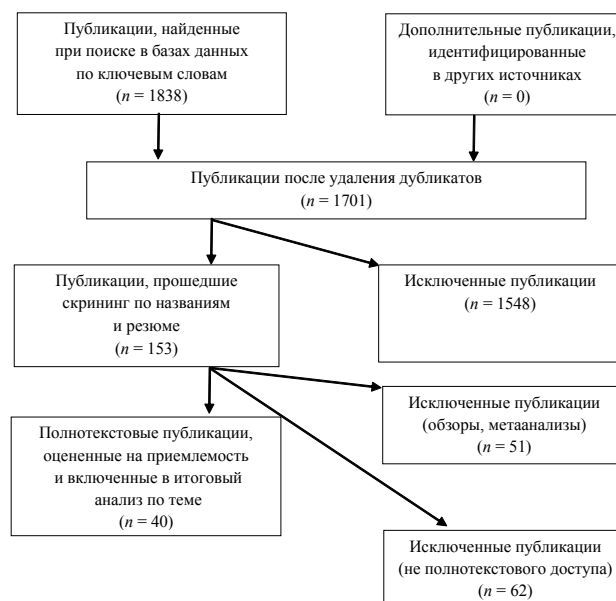 Публикации, найденные
при поиске в базах данных
по ключевым словам
(n = 1838)
Дополнительные публикации,
идентифицированные
в других источниках
(n = 0)
Публикации после удаления дубликатов
(n = 1701)
Публикации, прошедшие
скрининг по названиям
и резюме
(n = 153)
Исключенные публикации
(n = 1548)
Исключенные публикации
(обзоры, метаанализы)
(n = 51)
Полнотекстовые публикации,
оцененные на приемлемость
и включенные в итоговый
анализ по теме
(n = 40)
Исключенные публикации
(не полнотекстового доступа)
(n = 62)